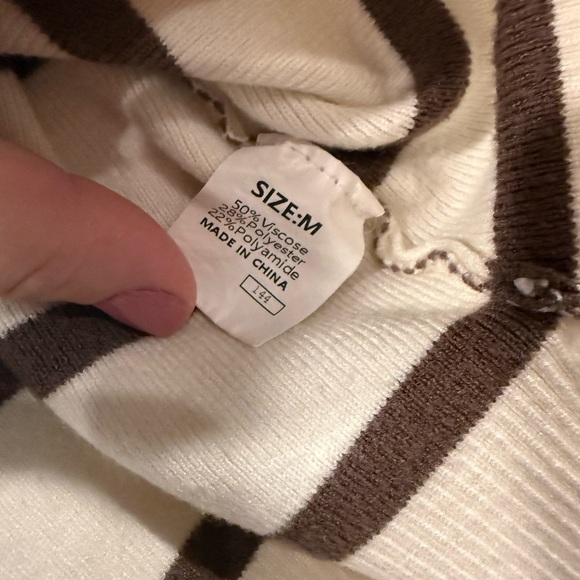 SIZE:M
50%Viscose
28%Polyester
22%Polyamide
MADE IN CHINA
144